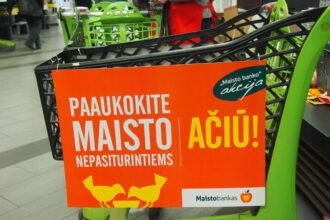 „Maisto banko"
akcija
PAAUKOKITE
MAISTO
NEPASITURINTIEMS
AČIŪ!
Maistobankas